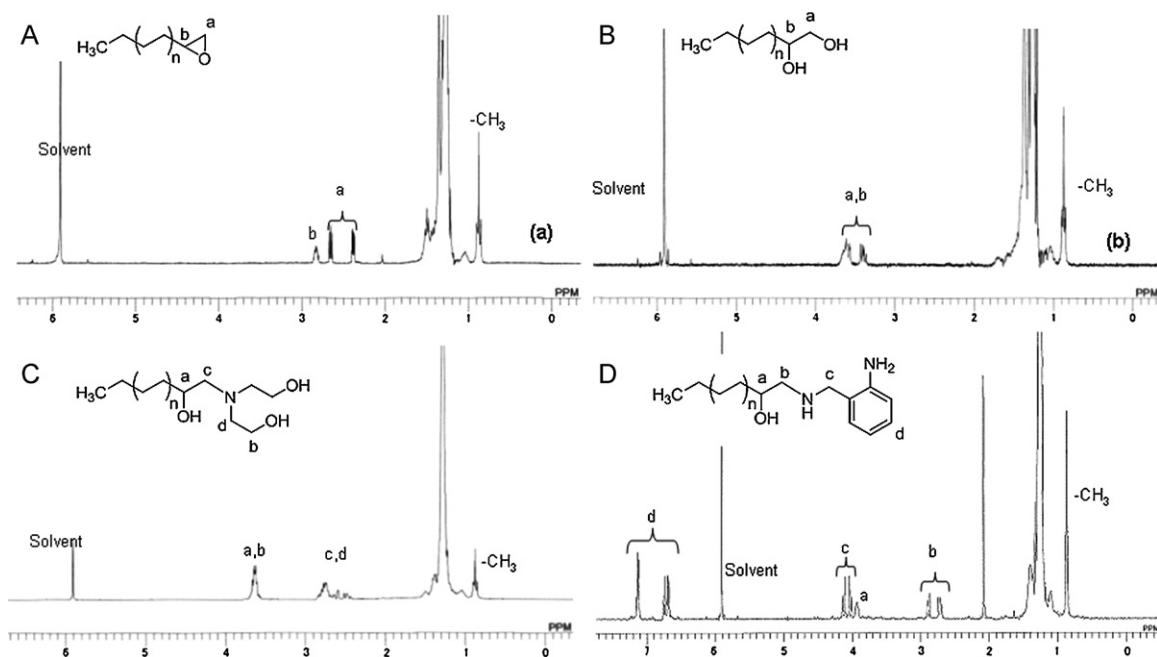 A
a
b
H₃C
n
O
Solvent
a
b
-CH₃
(a)
PPM
6 5 4 3 2 1 0
B
a
b
H₃C
n
OH
OH
Solvent
a,b
-CH₃
(b)
PPM
6 5 4 3 2 1 0
C
a c
H₃C
n
OH
N
OH
d
OH
b
Solvent
a,b
c,d
-CH₃
6 5 4 3 2 1 0
D
NH₂
a b c
H₃C
n
OH
NH
d
d
Solvent
c
a
b
-CH₃
PPM
7 6 5 4 3 2 1 0